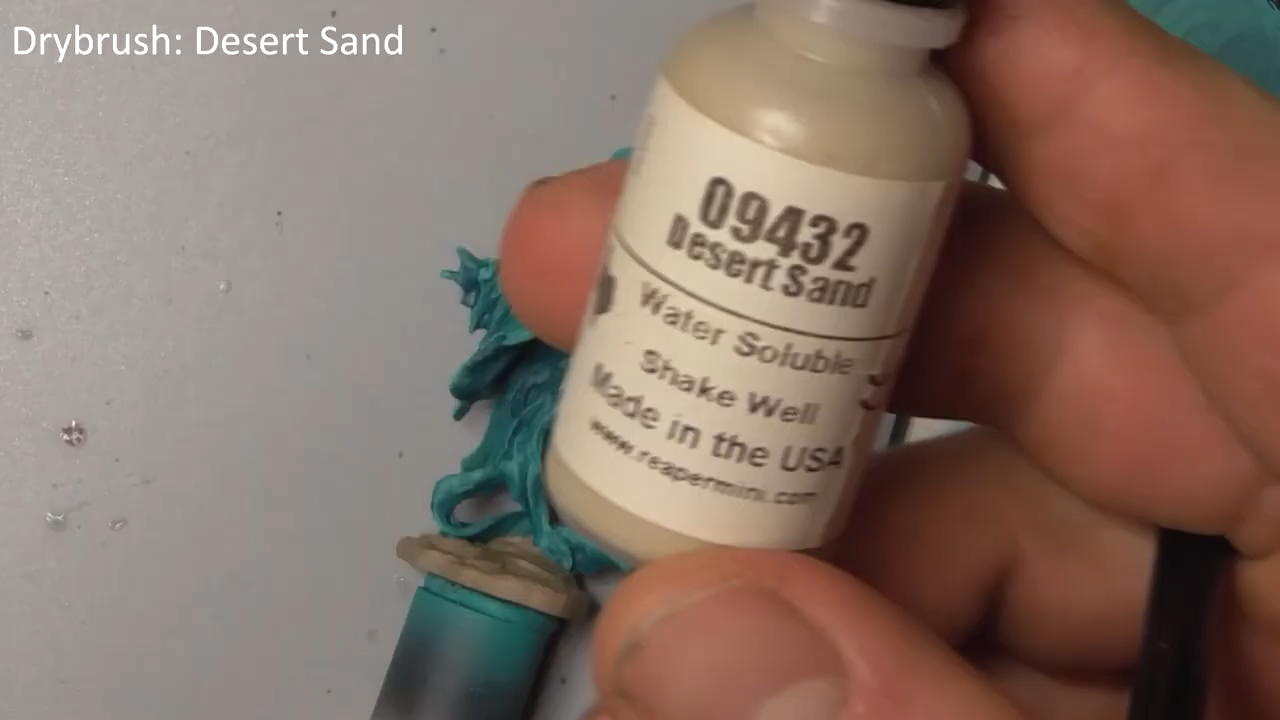 Drybrush: Desert Sand
09432
Desert Sand
Water Soluble
Shake Well
Made in the USA
www.reapermini.com